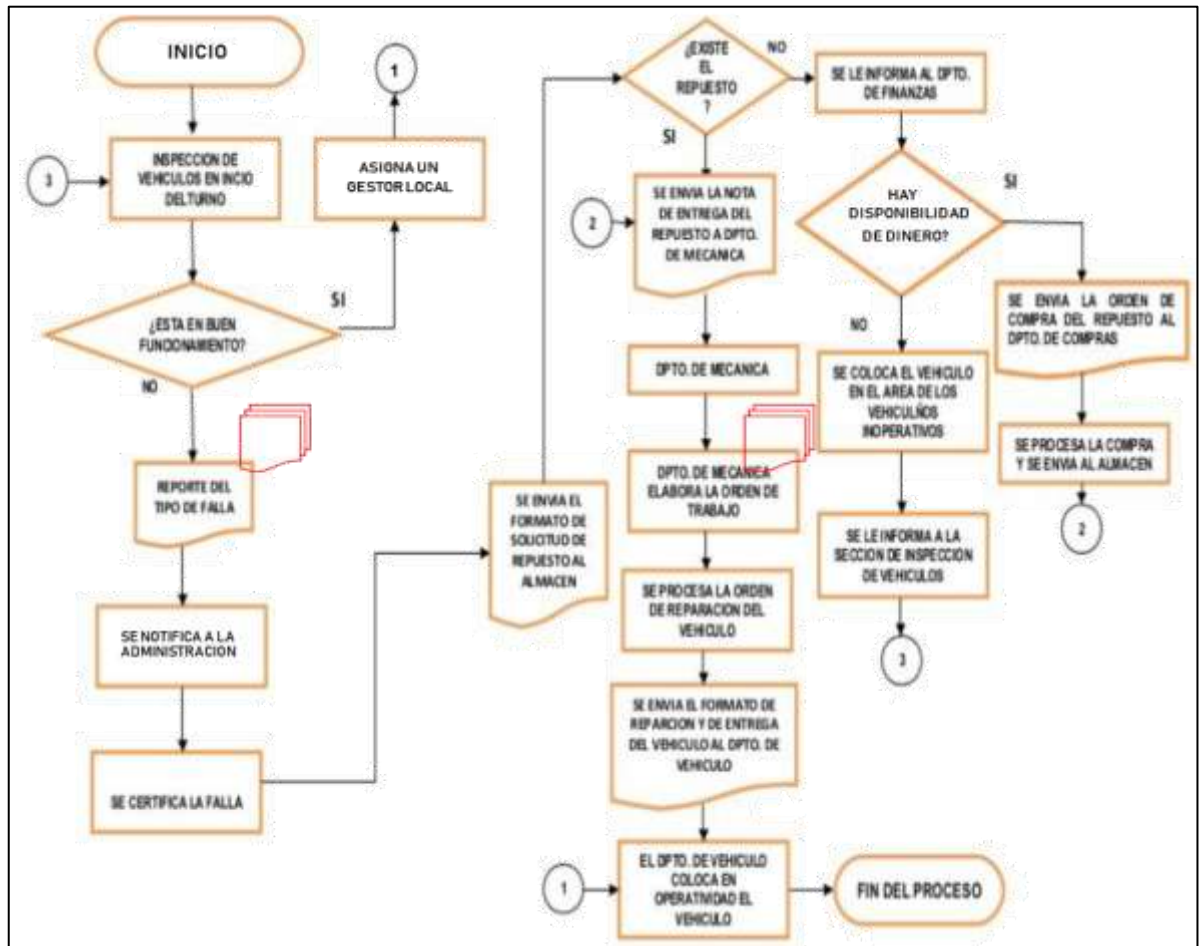 INICIO
3
INSPECCION DE
VEHICULOS EN INCIO
DELTURNO
1
ASIGNA UN
GESTOR LOCAL
SI
¿ESTA EN BUEN
FUNCIONAMIENTO?
NO
REPORTE DEL
TIPO DE FALLA
SE NOTIFICA A LA
ADMINISTRACION
SE CERTIFICA LA FALLA
SE ENVIA EL
FORMATO DE
SOLICITUD DE
REPUESTO AL
ALMACEN
¿EXISTE
EL
REPUESTO
?
NO
SI
SE ENVIA LA NOTA
DE ENTREGA DEL
REPUESTO A DPTO.
DE MECANICA
2
DPTO. DE MECANICA
DPTO. DE MECANICA
ELABORA LA ORDEN DE
TRABAJO
SE PROCESA LA ORDEN
DE REPARACION DEL
VEHICULO
SE ENVIA EL FORMATO DE
REPARCION Y DE ENTREGA
DEL VEHICULO AL DPTO. DE
VEHICULO
1
EL DPTO. DE VEHICULO
COLOCA EN
OPERATIVIDAD EL
VEHICULO
FIN DEL PROCESO
SE LE INFORMA AL DPTO.
DE FINANZAS
HAY
DISPONIBILIDAD
DE DINERO?
SI
NO
SE COLOCA EL VEHICULO
EN EL AREA DE LOS
VEHICULÑOS
INOPERATIVOS
SE LE INFORMA A LA
SECCION DE INSPECCIÓN
DE VEHICULOS
3
SE ENVIA LA ORDEN DE
COMPRA DEL REPUESTO AL
DPTO. DE COMPRAS
SE PROCESA LA COMPRA
Y SE ENVIA AL ALMACEN
2